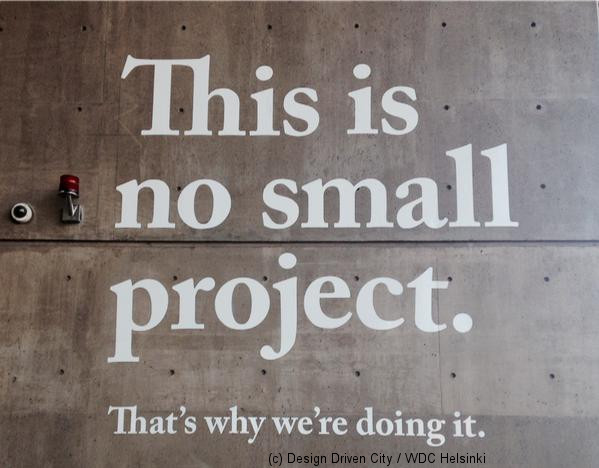 This is
no small
project.
That's why we're doing it.
(c) Design Driven City / WDC Helsinki